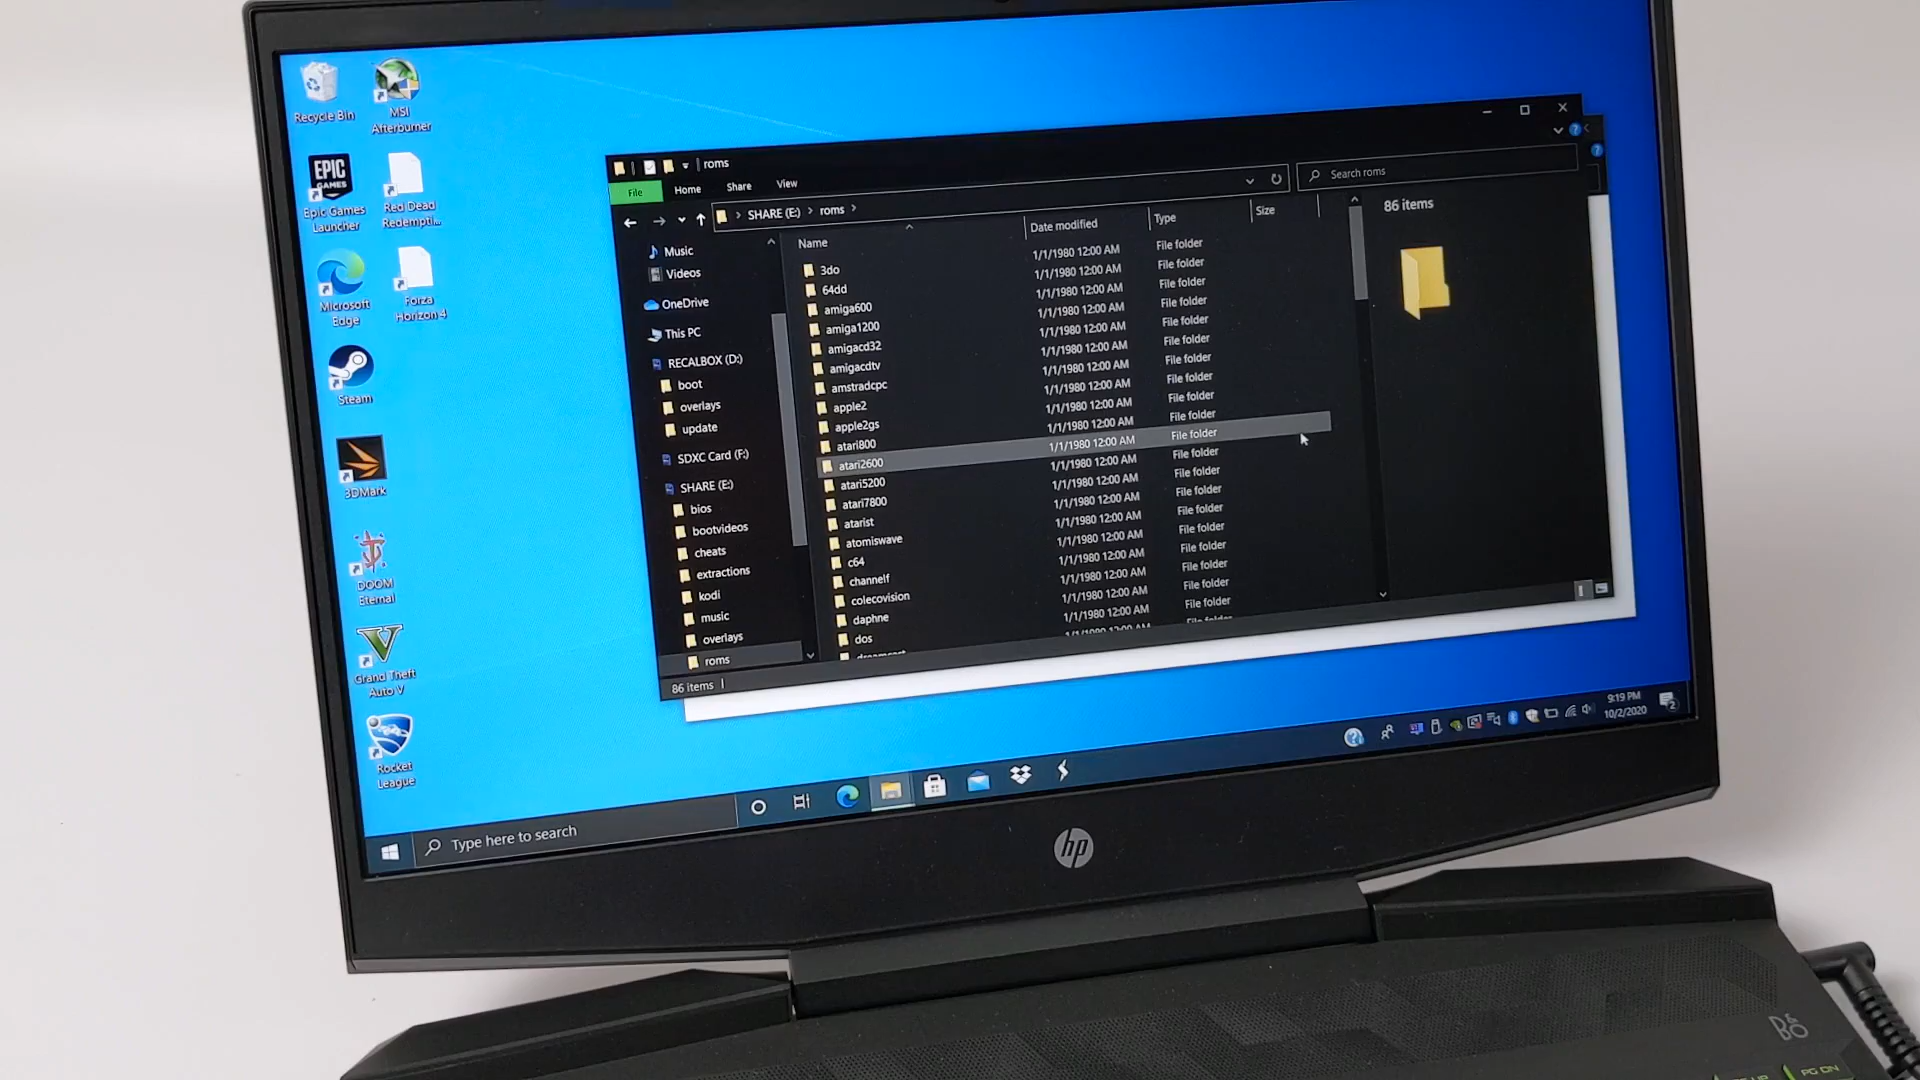 Recycle Bin
MSI
Afterburner
EPIC
GAMES
Epic Games
Launcher
Red Dead
Redempti...
Microsoft
Edge
Forza
Horizon 4
Steam
3DMark
DOOM
Eternal
Grand Theft
Auto V
Rocket
League
roms
File
Home
Share
View
SHARE (E:)
roms
Search roms
Name
Date modified
Type
Size
86 items
Music
Videos
OneDrive
This PC
RECALBOX (D:)
boot
overlays
update
SDXC Card (F:)
SHARE (E:)
bios
bootvideos
cheats
extractions
kodi
music
overlays
roms
3do 1/1/1980 12:00 AM File folder
64dd 1/1/1980 12:00 AM File folder
amiga600 1/1/1980 12:00 AM File folder
amiga1200 1/1/1980 12:00 AM File folder
amigacd32 1/1/1980 12:00 AM File folder
amigacdtv 1/1/1980 12:00 AM File folder
amstradcpc 1/1/1980 12:00 AM File folder
apple2 1/1/1980 12:00 AM File folder
apple2gs 1/1/1980 12:00 AM File folder
atari800 1/1/1980 12:00 AM File folder
atari2600 1/1/1980 12:00 AM File folder
atari5200 1/1/1980 12:00 AM File folder
atari7800 1/1/1980 12:00 AM File folder
atarist 1/1/1980 12:00 AM File folder
atomiswave 1/1/1980 12:00 AM File folder
c64 1/1/1980 12:00 AM File folder
channelf 1/1/1980 12:00 AM File folder
colecovision 1/1/1980 12:00 AM File folder
daphne 1/1/1980 12:00 AM File folder
dos 1/1/1980 12:00 AM File folder
dreamcast
86 items
Type here to search
9:19 PM
10/2/2020
2
hp
B&O